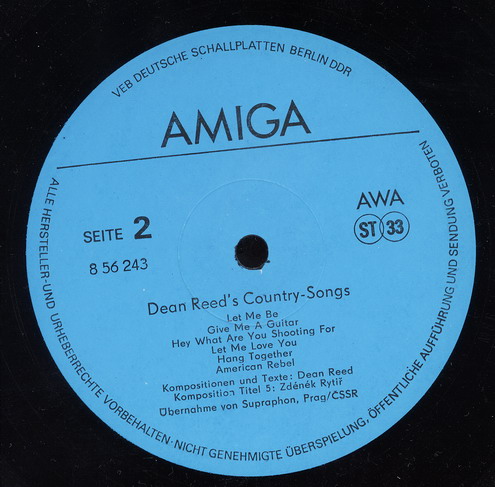 VEB DEUTSCHE SCHALLPLATTEN BERLIN DDR
AMIGA
SEITE 2
8 56 243
AWA
ST 33
Dean Reed's Country-Songs
Let Me Be
Give Me A Guitar
Hey What Are You Shooting For
Let Me Love You
Hang Together
American Rebel
Kompositionen und Texte: Dean Reed
Komposition Titel 5: Zdéněk Rytíř
Übernahme von Supraphon, Prag/CSSR
ALLE HERSTELLER-UND URHEBERRECHTE VORBEHALTEN·NICHT GENEHMIGTE ÜBERSPIELUNG, ÖFFENTLICHE AUFFÜHRUNG UND SENDUNG VERBOTEN